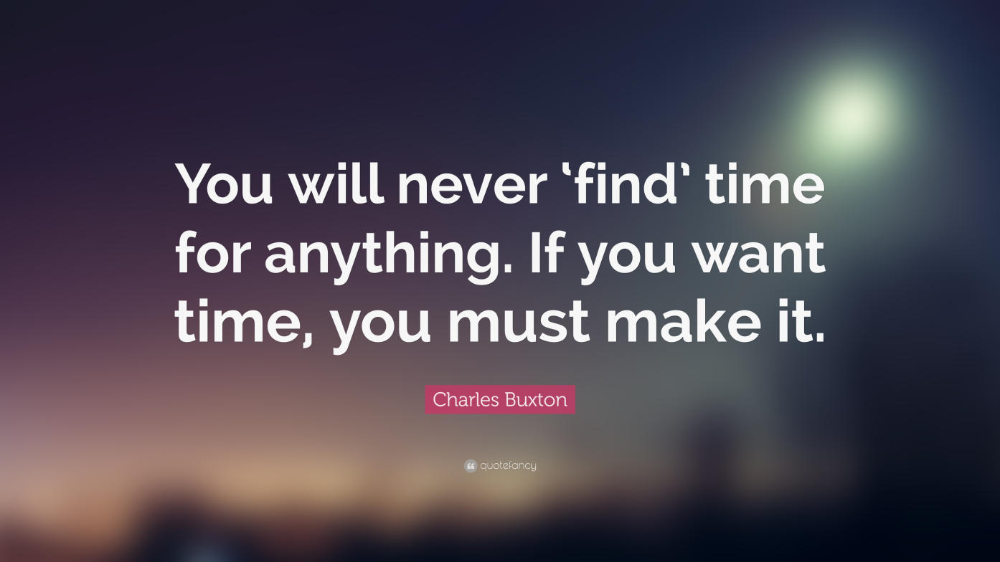 You will never ‘find’ time
for anything. If you want
time, you must make it.
Charles Buxton
quotefancy